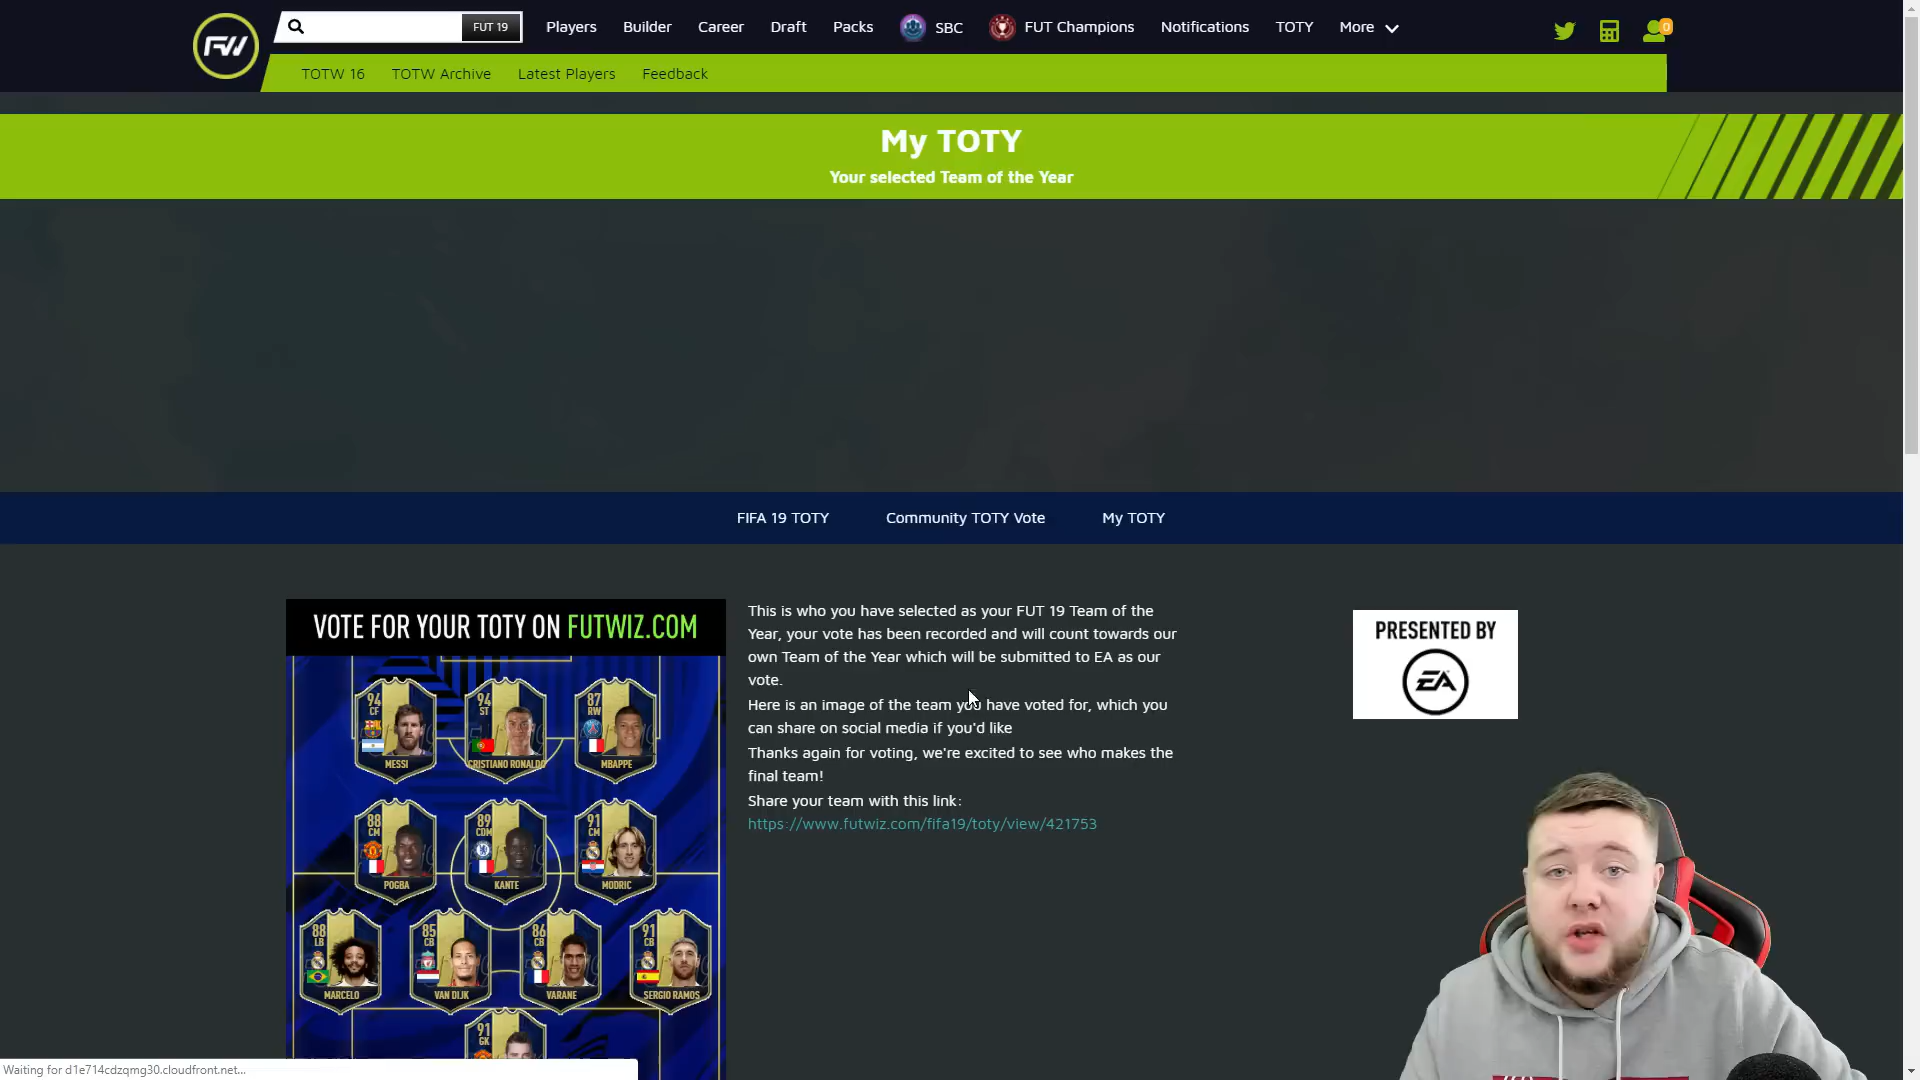 FW
FUT 19
Players
Builder
Career
Draft
Packs
SBC
FUT Champions
Notifications
TOTY
More
0
TOTW 16
TOTW Archive
Latest Players
Feedback
My TOTY
Your selected Team of the Year
FIFA 19 TOTY
Community TOTY Vote
My TOTY
VOTE FOR YOUR TOTY ON FUTWIZ.COM
94
CF
MESSI
94
ST
CRISTIANO RONALDO
87
RW
MBAPPE
88
CM
POGBA
89
CDM
KANTE
91
CM
MODRIC
88
LB
MARCELO
85
CB
VAN DIJK
86
CB
VARANE
91
CB
SERGIO RAMOS
91
GK
This is who you have selected as your FUT 19 Team of the
Year, your vote has been recorded and will count towards our
own Team of the Year which will be submitted to EA as our
vote.
Here is an image of the team you have voted for, which you
can share on social media if you'd like
Thanks again for voting, we're excited to see who makes the
final team!
Share your team with this link:
https://www.futwiz.com/fifa19/toty/view/421753
PRESENTED BY
EA
Waiting for d1e714cdzqmg30.cloudfront.net...